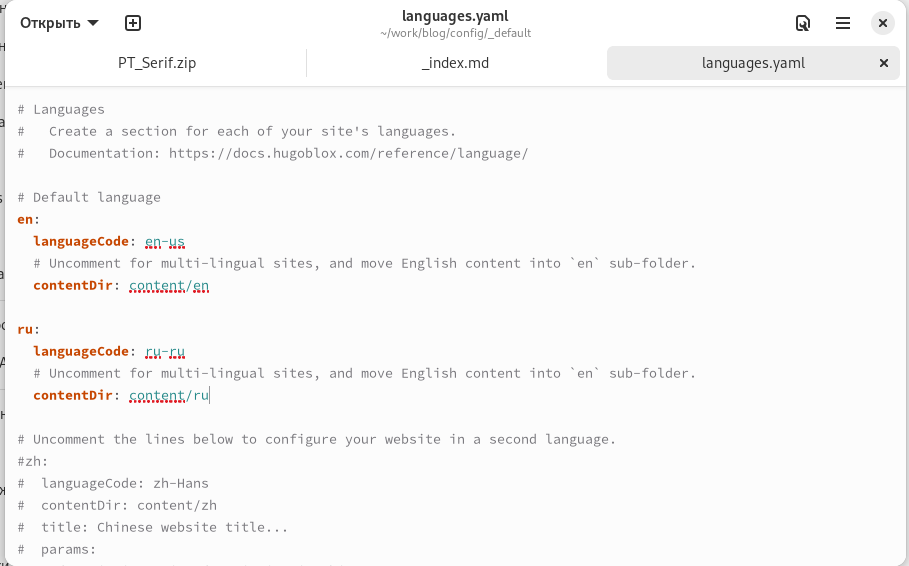 Открыть
languages.yaml
~/work/blog/config/_default
PT_Serif.zip
_index.md
languages.yaml
# Languages
#   Create a section for each of your site's languages.
#   Documentation: https://docs.hugoblox.com/reference/language/
# Default language
en:
  languageCode: en-us
  # Uncomment for multi-lingual sites, and move English content into `en` sub-folder.
  contentDir: content/en
ru:
  languageCode: ru-ru
  # Uncomment for multi-lingual sites, and move English content into `en` sub-folder.
  contentDir: content/ru
# Uncomment the lines below to configure your website in a second language.
#zh:
#  languageCode: zh-Hans
#  contentDir: content/zh
#  title: Chinese website title...
#  params: